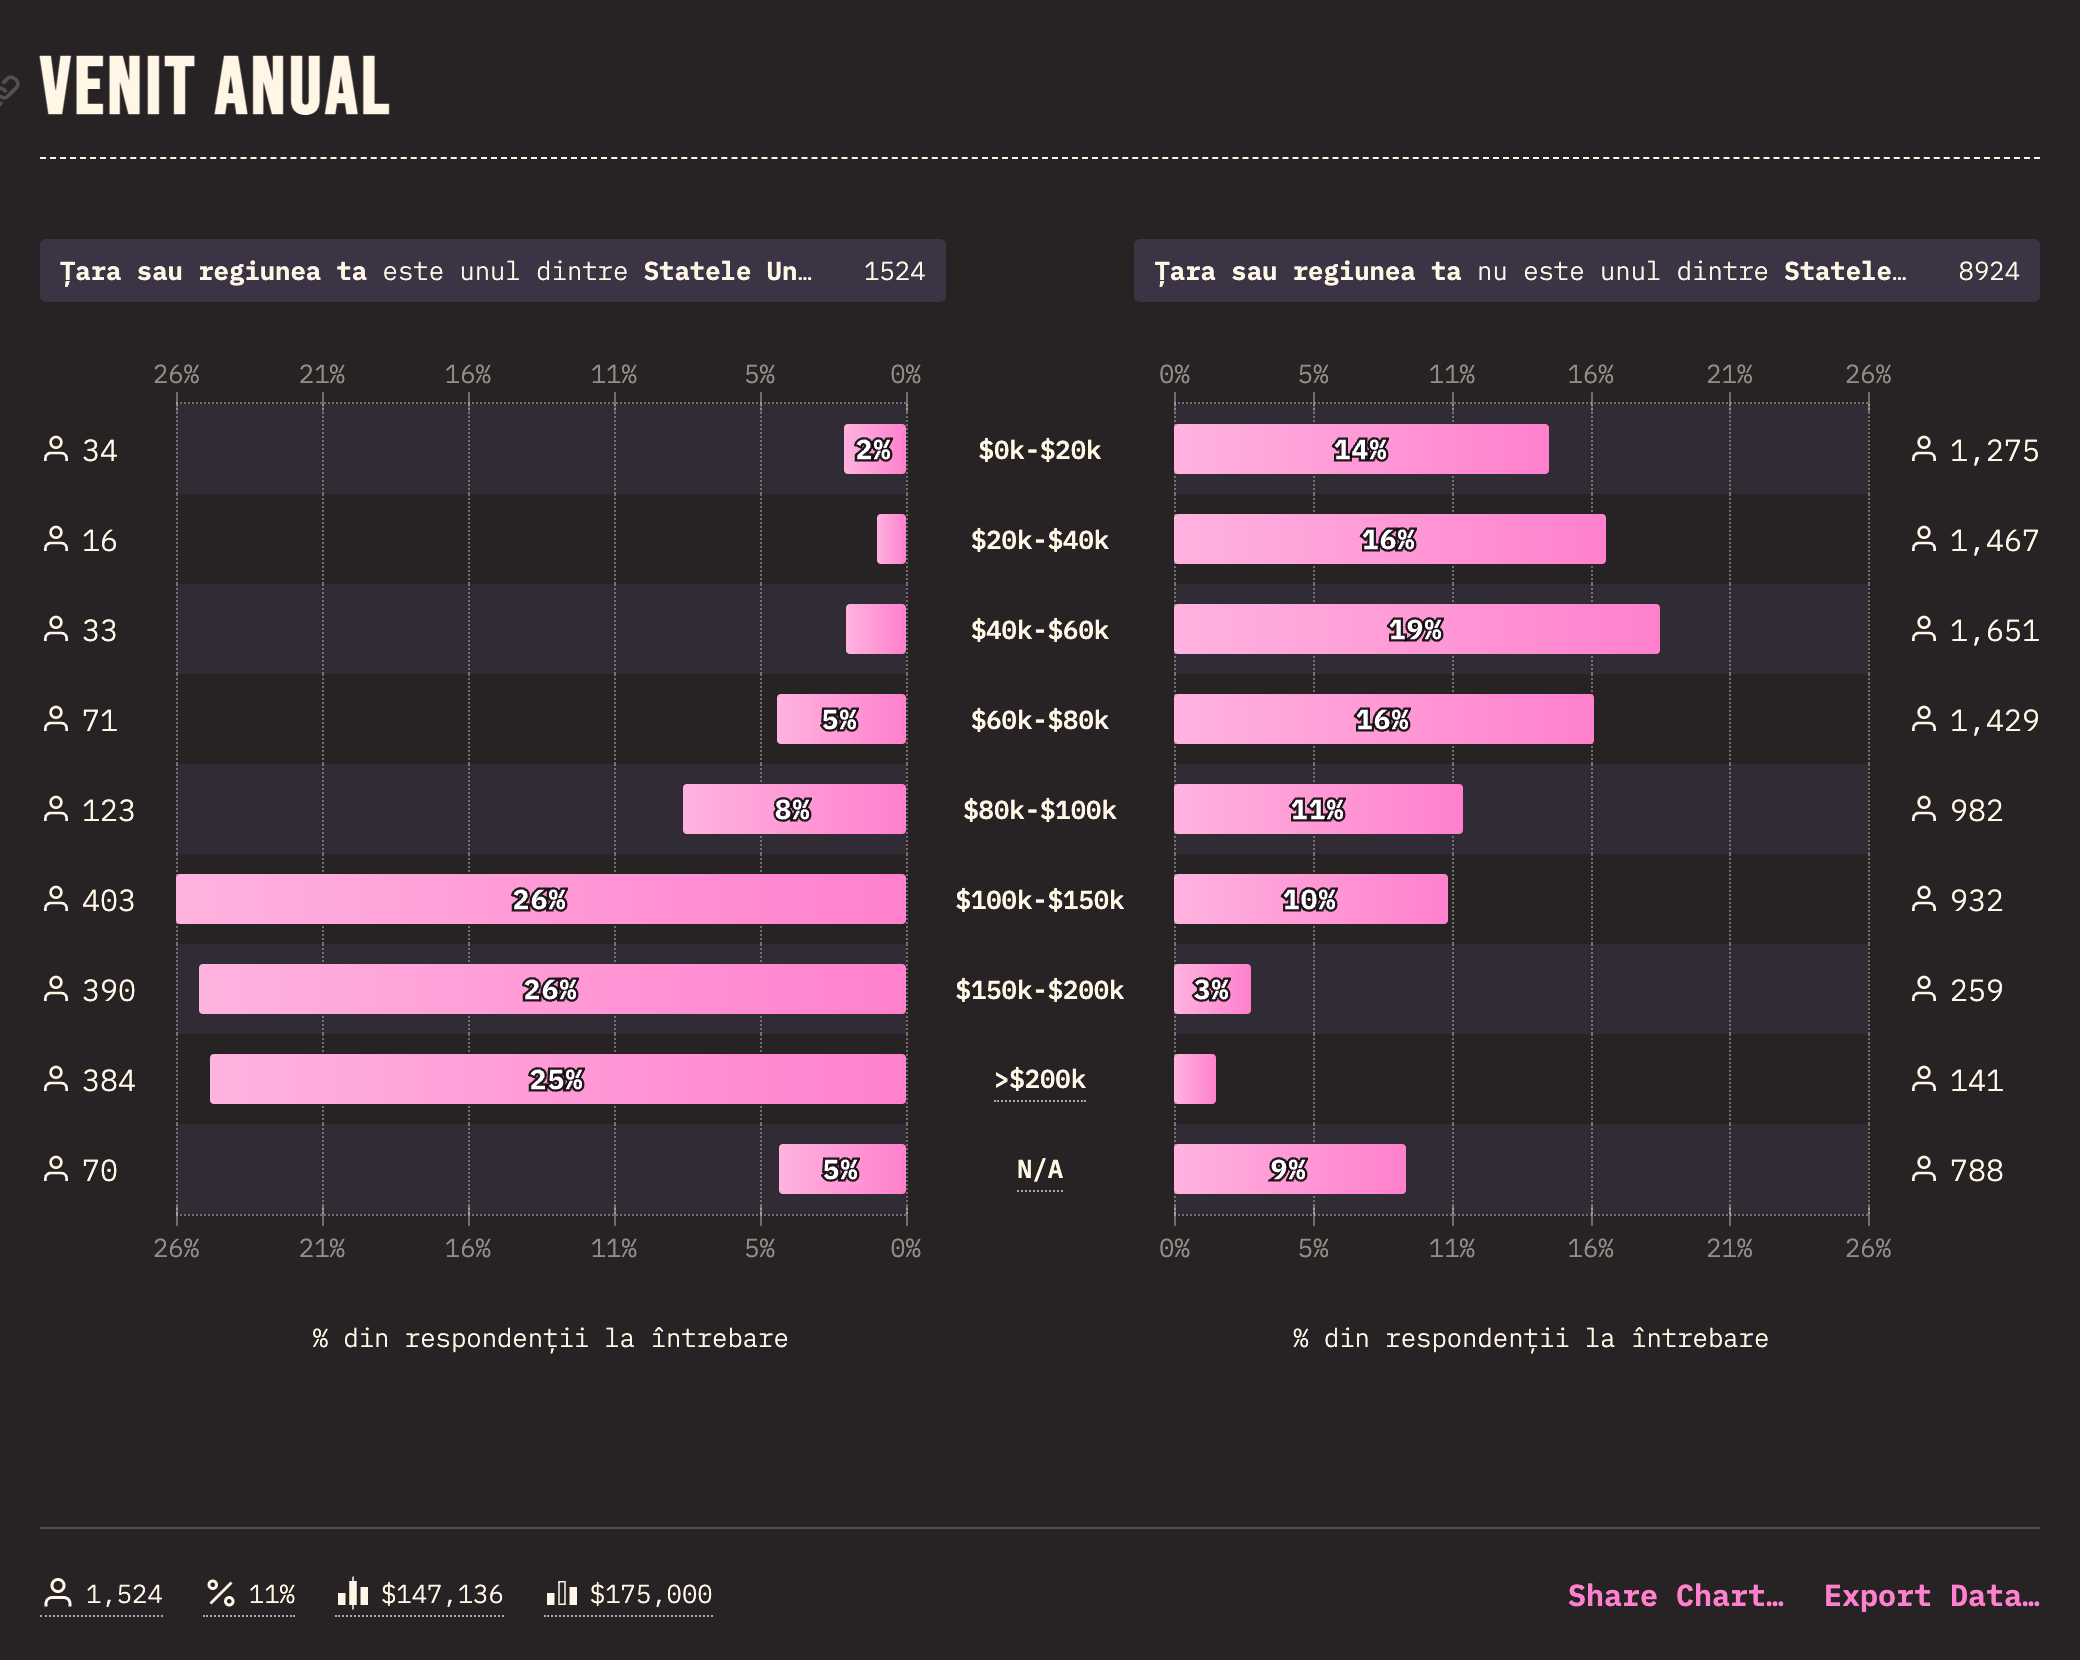 VENIT ANUAL
Țara sau regiunea ta este unul dintre Statele Un… 1524
Țara sau regiunea ta nu este unul dintre Statele… 8924
26% 21% 16% 11% 5% 0%
0% 5% 11% 16% 21% 26%
34 2% $0k-$20k 14% 1,275
16 $20k-$40k 16% 1,467
33 $40k-$60k 19% 1,651
71 5% $60k-$80k 16% 1,429
123 8% $80k-$100k 11% 982
403 26% $100k-$150k 10% 932
390 26% $150k-$200k 3% 259
384 25% >$200k 141
70 5% N/A 9% 788
26% 21% 16% 11% 5% 0%
0% 5% 11% 16% 21% 26%
% din respondenții la întrebare
% din respondenții la întrebare
1,524 11% $147,136 $175,000
Share Chart… Export Data…